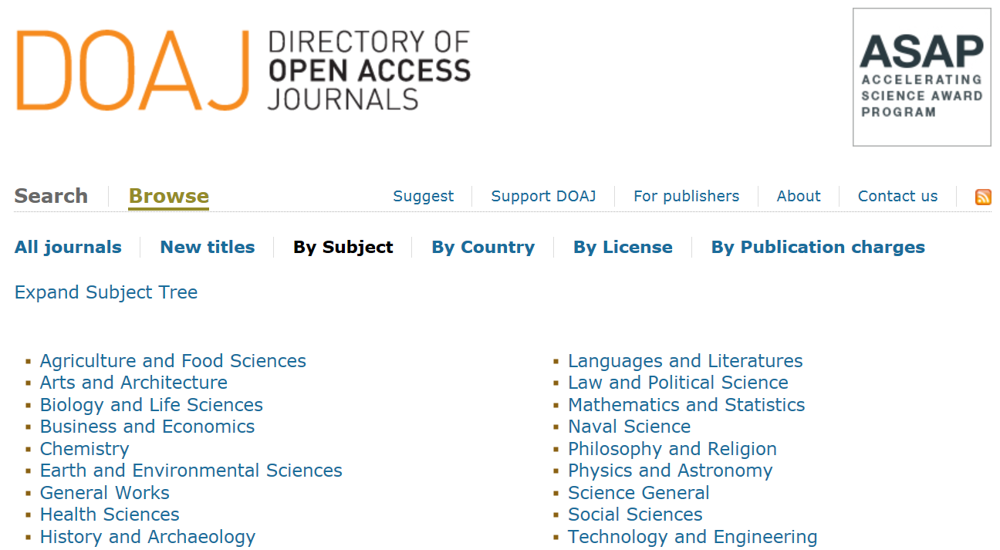 DOAJ
DIRECTORY OF
OPEN ACCESS
JOURNALS
ASAP
ACCELERATING
SCIENCE AWARD
PROGRAM
Search Browse Suggest Support DOAJ For publishers About Contact us
All journals New titles By Subject By Country By License By Publication charges
Expand Subject Tree
Agriculture and Food Sciences
Arts and Architecture
Biology and Life Sciences
Business and Economics
Chemistry
Earth and Environmental Sciences
General Works
Health Sciences
History and Archaeology
Languages and Literatures
Law and Political Science
Mathematics and Statistics
Naval Science
Philosophy and Religion
Physics and Astronomy
Science General
Social Sciences
Technology and Engineering